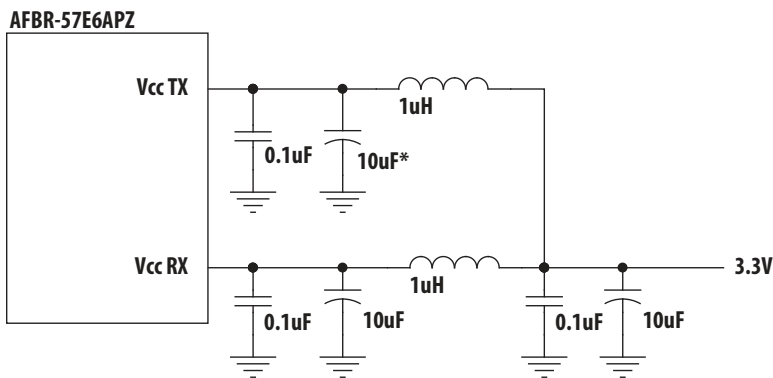 AFBR-57E6APZ
Vcc TX
1uH
0.1uF
10uF*
Vcc RX
3.3V
1uH
0.1uF
10uF
0.1uF
10uF